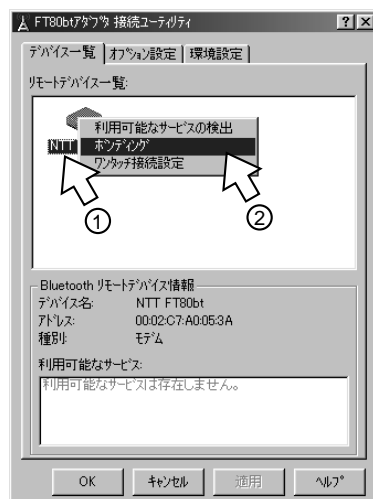 FT80btｱﾀﾞﾌﾟﾀ 接続ﾕｰﾃｨﾘﾃｨ
ﾃﾞﾊﾞｲｽ一覧 ｵﾌﾟｼｮﾝ設定 環境設定
ﾘﾓｰﾄﾃﾞﾊﾞｲｽ一覧:
利用可能なｻｰﾋﾞｽの検出
NTT ﾎﾞﾝﾃﾞｨﾝｸﾞ
ﾜﾝﾀｯﾁ接続設定
① ②
Bluetooth ﾘﾓｰﾄﾃﾞﾊﾞｲｽ情報
ﾃﾞﾊﾞｲｽ名: NTT FT80bt
ｱﾄﾞﾚｽ: 00:02:C7:A0:05:3A
種別: ﾓﾃﾞﾑ
利用可能なｻｰﾋﾞｽ:
利用可能なｻｰﾋﾞｽは存在しません。
OK ｷｬﾝｾﾙ 適用 ﾍﾙﾌﾟ